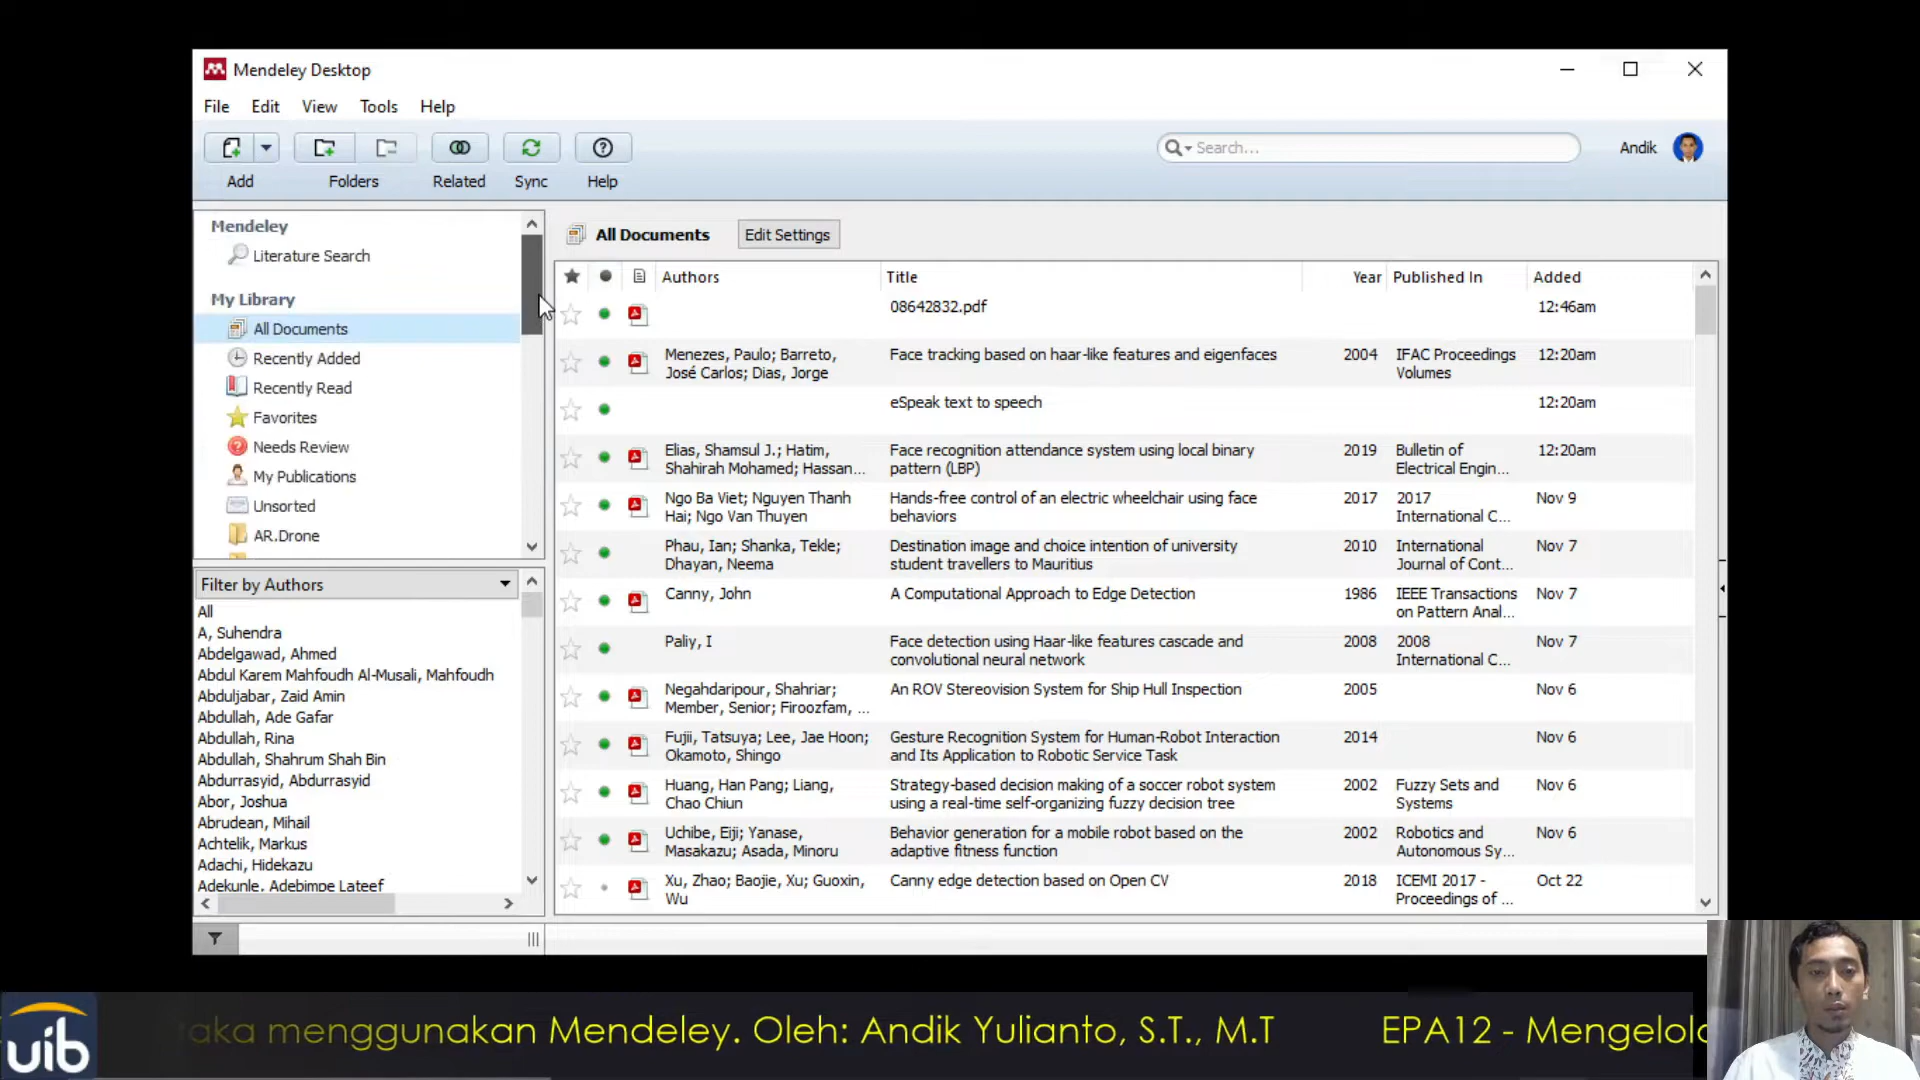 Mendeley Desktop
File Edit View Tools Help
Search...
Andik
Add Folders Related Sync Help
Mendeley
Literature Search
My Library
All Documents
Recently Added
Recently Read
Favorites
Needs Review
My Publications
Unsorted
AR.Drone
Filter by Authors
All
A, Suhendra
Abdelgawad, Ahmed
Abdul Karem Mahfoudh Al-Musali, Mahfoudh
Abduljabar, Zaid Amin
Abdullah, Ade Gafar
Abdullah, Rina
Abdullah, Shahrum Shah Bin
Abdurrasyid, Abdurrasyid
Abor, Joshua
Abrudean, Mihail
Achtelik, Markus
Adachi, Hidekazu
Adekunle, Adebimpe Lateef
All Documents Edit Settings
Authors Title Year Published In Added
08642832.pdf 12:46am
Menezes, Paulo; Barreto, Face tracking based on haar-like features and eigenfaces 2004 IFAC Proceedings 12:20am
José Carlos; Dias, Jorge Volumes
eSpeak text to speech 12:20am
Elias, Shamsul J.; Hatim, Face recognition attendance system using local binary 2019 Bulletin of 12:20am
Shahirah Mohamed; Hassan... pattern (LBP) Electrical Engin...
Ngo Ba Viet; Nguyen Thanh Hands-free control of an electric wheelchair using face 2017 2017 Nov 9
Hai; Ngo Van Thuyen behaviors International C...
Phau, Ian; Shanka, Tekle; Destination image and choice intention of university 2010 International Nov 7
Dhayan, Neema student travellers to Mauritius Journal of Cont...
Canny, John A Computational Approach to Edge Detection 1986 IEEE Transactions Nov 7
on Pattern Anal...
Paliy, I Face detection using Haar-like features cascade and 2008 2008 Nov 7
convolutional neural network International C...
Negahdaripour, Shahriar; An ROV Stereovision System for Ship Hull Inspection 2005 Nov 6
Member, Senior; Firoozfam, ...
Fujii, Tatsuya; Lee, Jae Hoon; Gesture Recognition System for Human-Robot Interaction 2014 Nov 6
Okamoto, Shingo and Its Application to Robotic Service Task
Huang, Han Pang; Liang, Strategy-based decision making of a soccer robot system 2002 Fuzzy Sets and Nov 6
Chao Chiun using a real-time self-organizing fuzzy decision tree Systems
Uchibe, Eiji; Yanase, Behavior generation for a mobile robot based on the 2002 Robotics and Nov 6
Masakazu; Asada, Minoru adaptive fitness function Autonomous Sy...
Xu, Zhao; Baojie, Xu; Guoxin, Canny edge detection based on Open CV 2018 ICEMI 2017 - Oct 22
Wu Proceedings of ...
uib
taka menggunakan Mendeley. Oleh: Andik Yulianto, S.T., M.T EPA12 - Mengelola